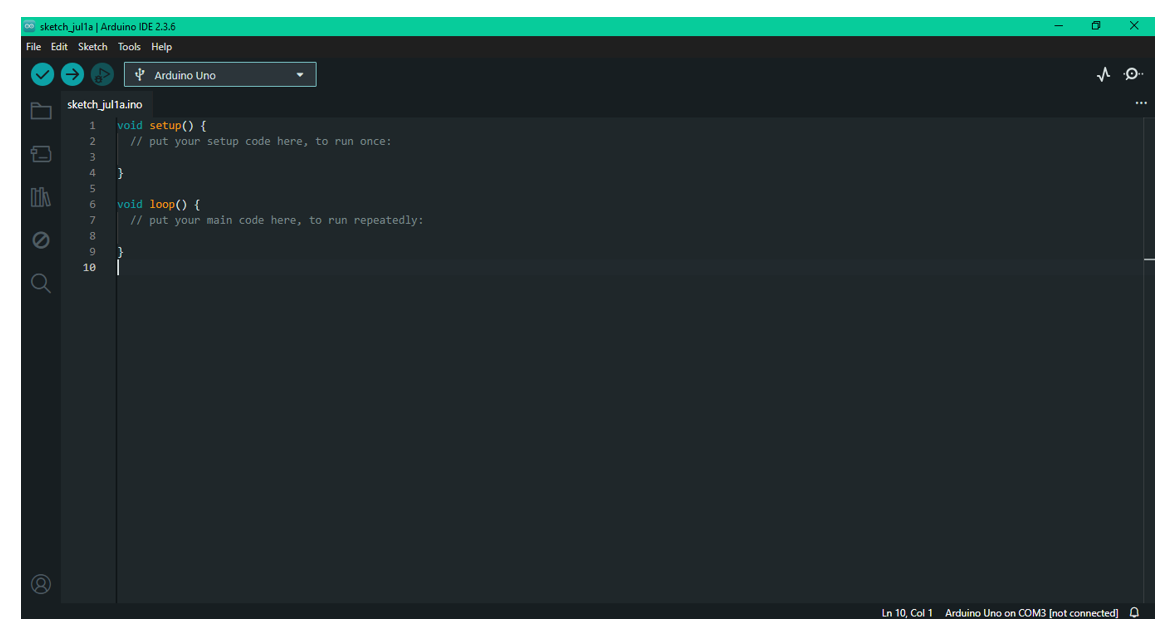 sketch_jul1a | Arduino IDE 2.3.6
File Edit Sketch Tools Help
Arduino Uno
sketch_jul1a.ino
1 void setup() {
2 // put your setup code here, to run once:
3
4 }
5
6 void loop() {
7 // put your main code here, to run repeatedly:
8
9 }
10
Ln 10, Col 1 Arduino Uno on COM3 [not connected]